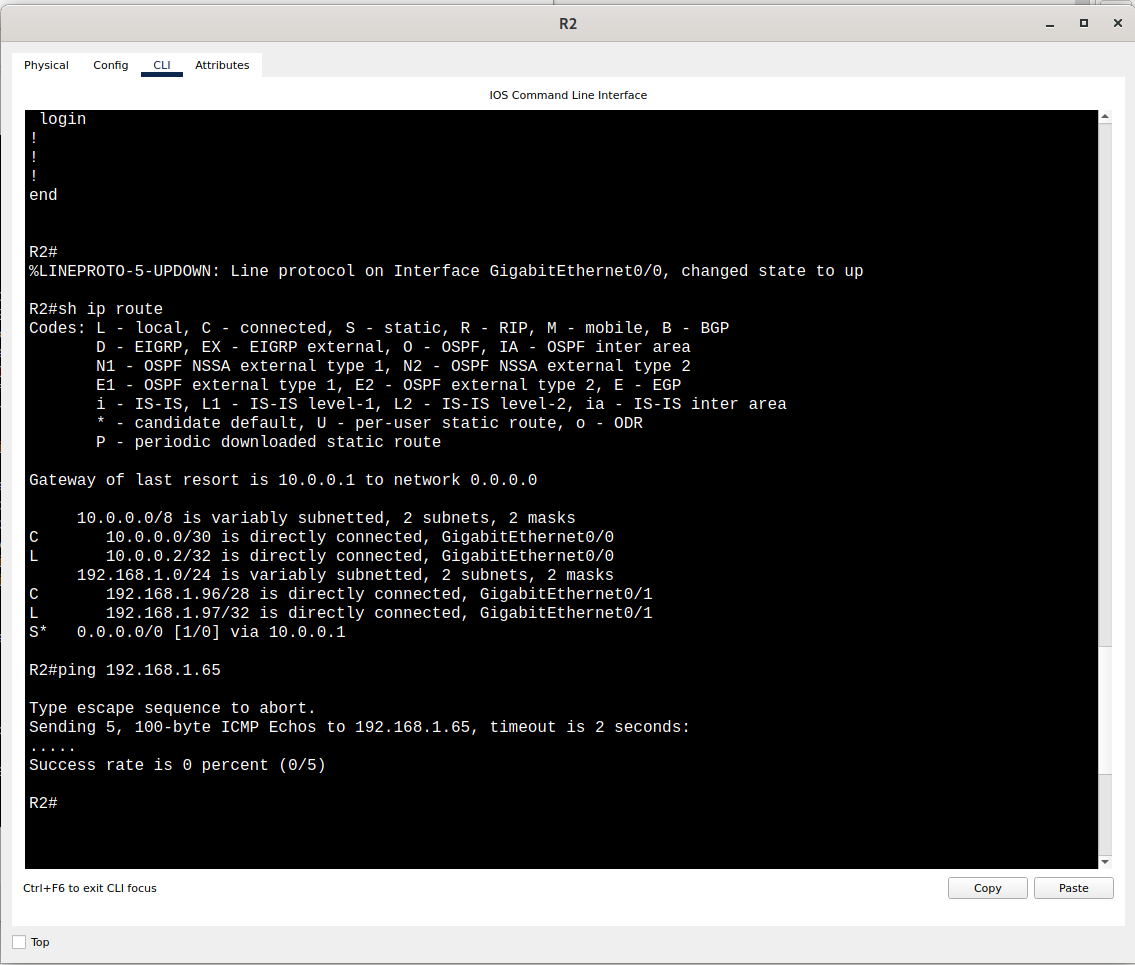 R2
Physical Config CLI Attributes
IOS Command Line Interface
 login
!
!
!
end
R2#
%LINEPROTO-5-UPDOWN: Line protocol on Interface GigabitEthernet0/0, changed state to up
R2#sh ip route
Codes: L - local, C - connected, S - static, R - RIP, M - mobile, B - BGP
       D - EIGRP, EX - EIGRP external, O - OSPF, IA - OSPF inter area
       N1 - OSPF NSSA external type 1, N2 - OSPF NSSA external type 2
       E1 - OSPF external type 1, E2 - OSPF external type 2, E - EGP
       i - IS-IS, L1 - IS-IS level-1, L2 - IS-IS level-2, ia - IS-IS inter area
       * - candidate default, U - per-user static route, o - ODR
       P - periodic downloaded static route
Gateway of last resort is 10.0.0.1 to network 0.0.0.0
     10.0.0.0/8 is variably subnetted, 2 subnets, 2 masks
C       10.0.0.0/30 is directly connected, GigabitEthernet0/0
L       10.0.0.2/32 is directly connected, GigabitEthernet0/0
     192.168.1.0/24 is variably subnetted, 2 subnets, 2 masks
C       192.168.1.96/28 is directly connected, GigabitEthernet0/1
L       192.168.1.97/32 is directly connected, GigabitEthernet0/1
S*   0.0.0.0/0 [1/0] via 10.0.0.1
R2#ping 192.168.1.65
Type escape sequence to abort.
Sending 5, 100-byte ICMP Echos to 192.168.1.65, timeout is 2 seconds:
.....
Success rate is 0 percent (0/5)
R2#
Ctrl+F6 to exit CLI focus
Copy Paste
Top